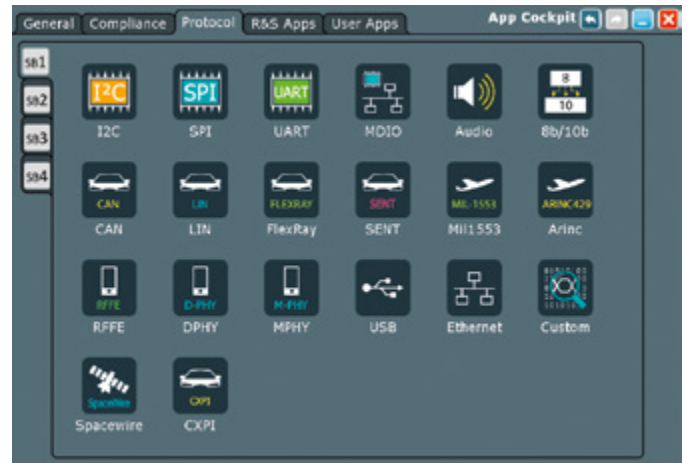 General Compliance Protocol R&S Apps User Apps App Cockpit
SB1
SB2
SB3
SB4
I²C SPI UART 8 10
I2C SPI UART MDIO Audio 8b/10b
CAN LIN FLEXRAY SENT MIL-1553 ARINC429
CAN LIN FlexRay SENT Mil1553 Arinc
RFFE D-PHY M-PHY
RFFE DPHY MPHY USB Ethernet Custom
SpaceWire CXPI
Spacewire CXPI